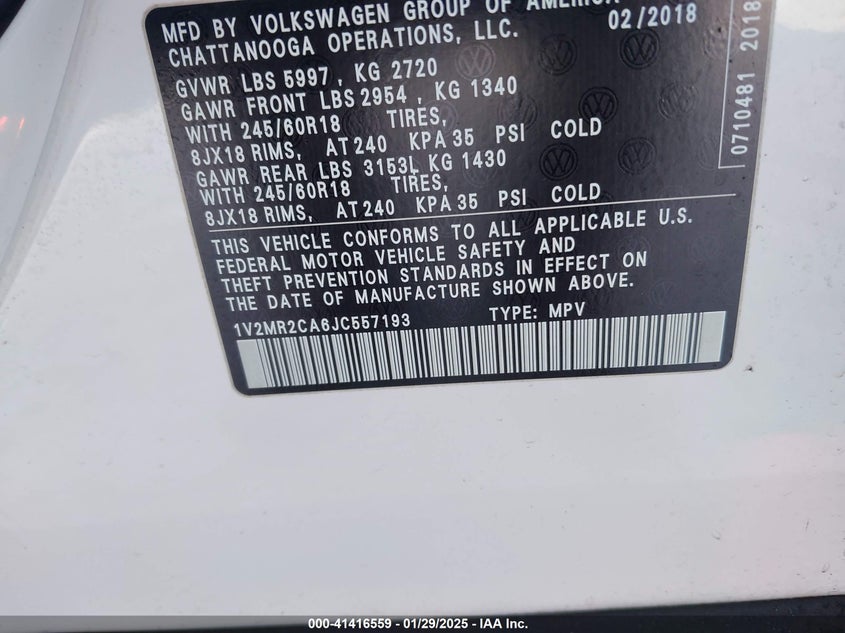 MFD BY VOLKSWAGEN GROUP OF AMERICA
CHATTANOOGA OPERATIONS, LLC. 02/2018
GVWR LBS 5997, KG 2720
GAWR FRONT LBS 2954, KG 1340
WITH 245/60R18 TIRES,
8JX18 RIMS, AT 240 KPA 35 PSI COLD
GAWR REAR LBS 3153L KG 1430
WITH 245/60R18 TIRES,
8JX18 RIMS, AT 240 KPA 35 PSI COLD
THIS VEHICLE CONFORMS TO ALL APPLICABLE U.S.
FEDERAL MOTOR VEHICLE SAFETY AND
THEFT PREVENTION STANDARDS IN EFFECT ON
THE DATE OF MANUFACTURE SHOWN ABOVE.
1V2MR2CA6JC557193 TYPE: MPV
0710481 2018
000-41416559 | 01/29/2025 - IAA Inc.